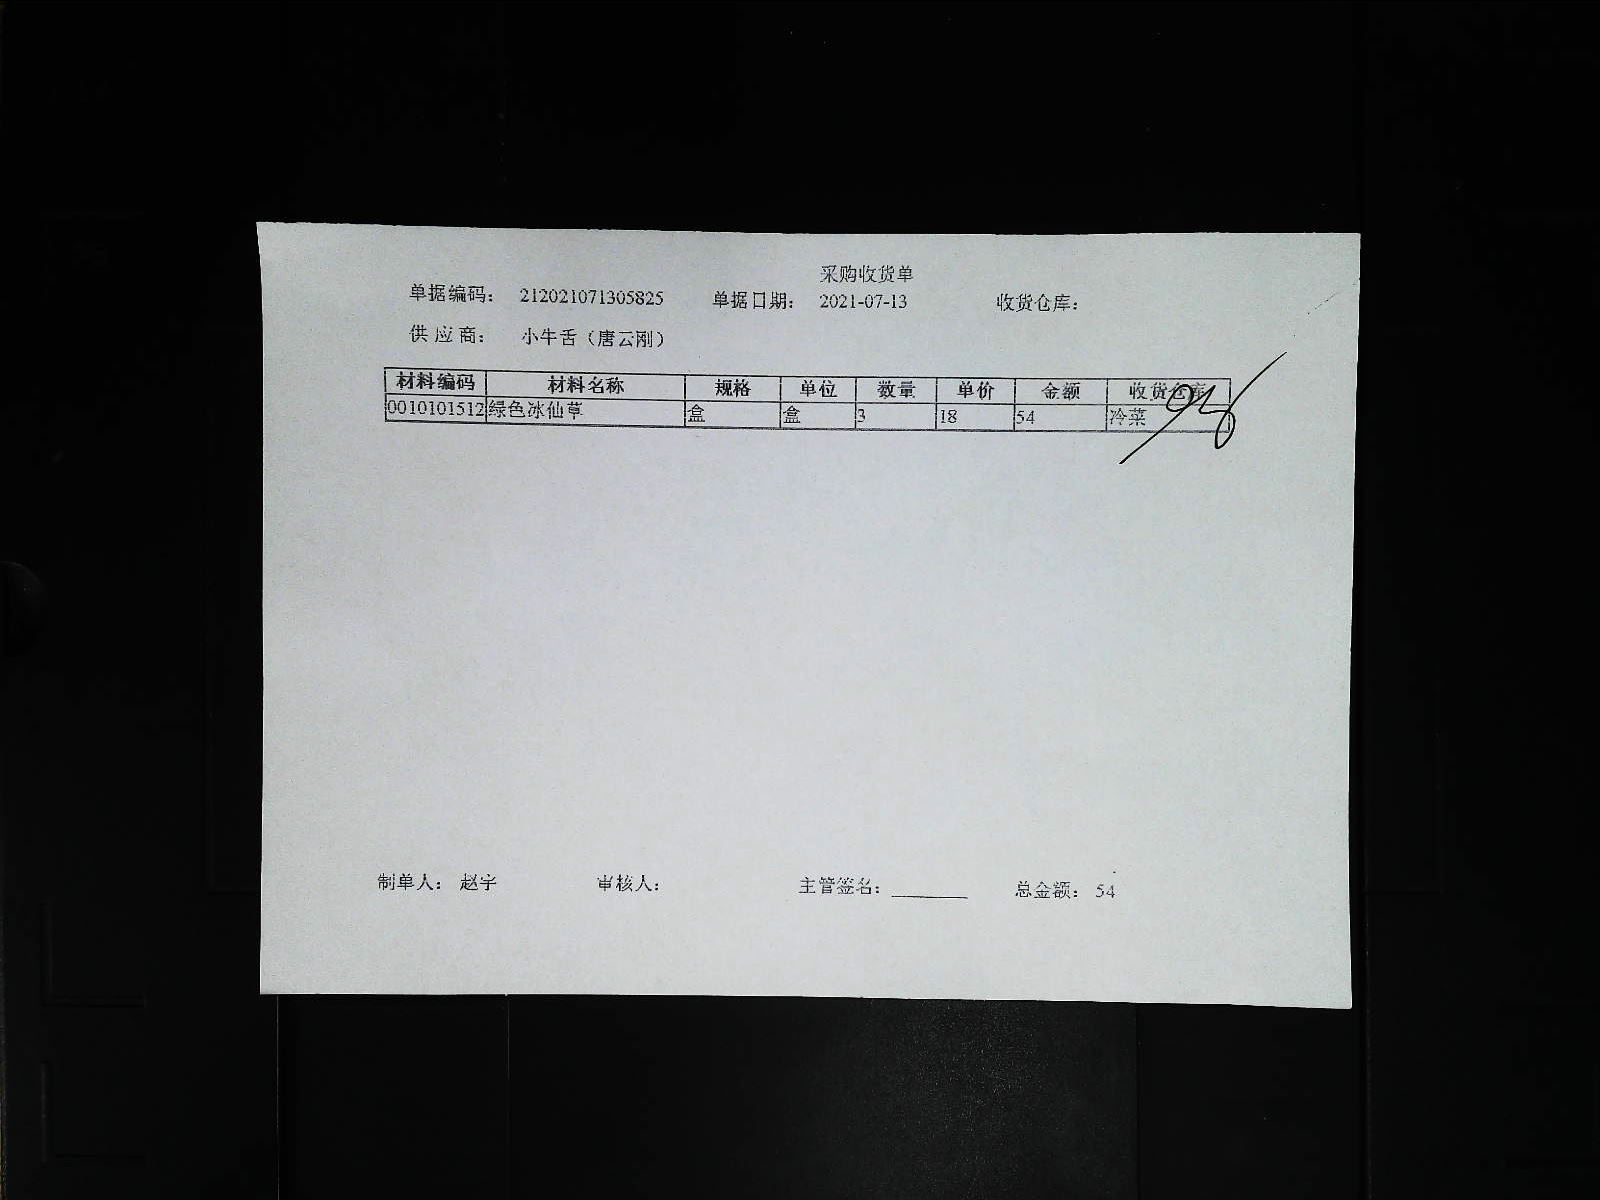 采购收货单
单据编码： 212021071305825 单据日期： 2021-07-13 收货仓库：
供 应 商： 小牛舌（唐云刚）
材料编码 材料名称 规格 单位 数量 单价 金额 收货仓库
0010101512 绿色冰仙草 盒 盒 3 18 54 冷菜
制单人： 赵宇 审核人： 主管签名： ________ 总金额： 54